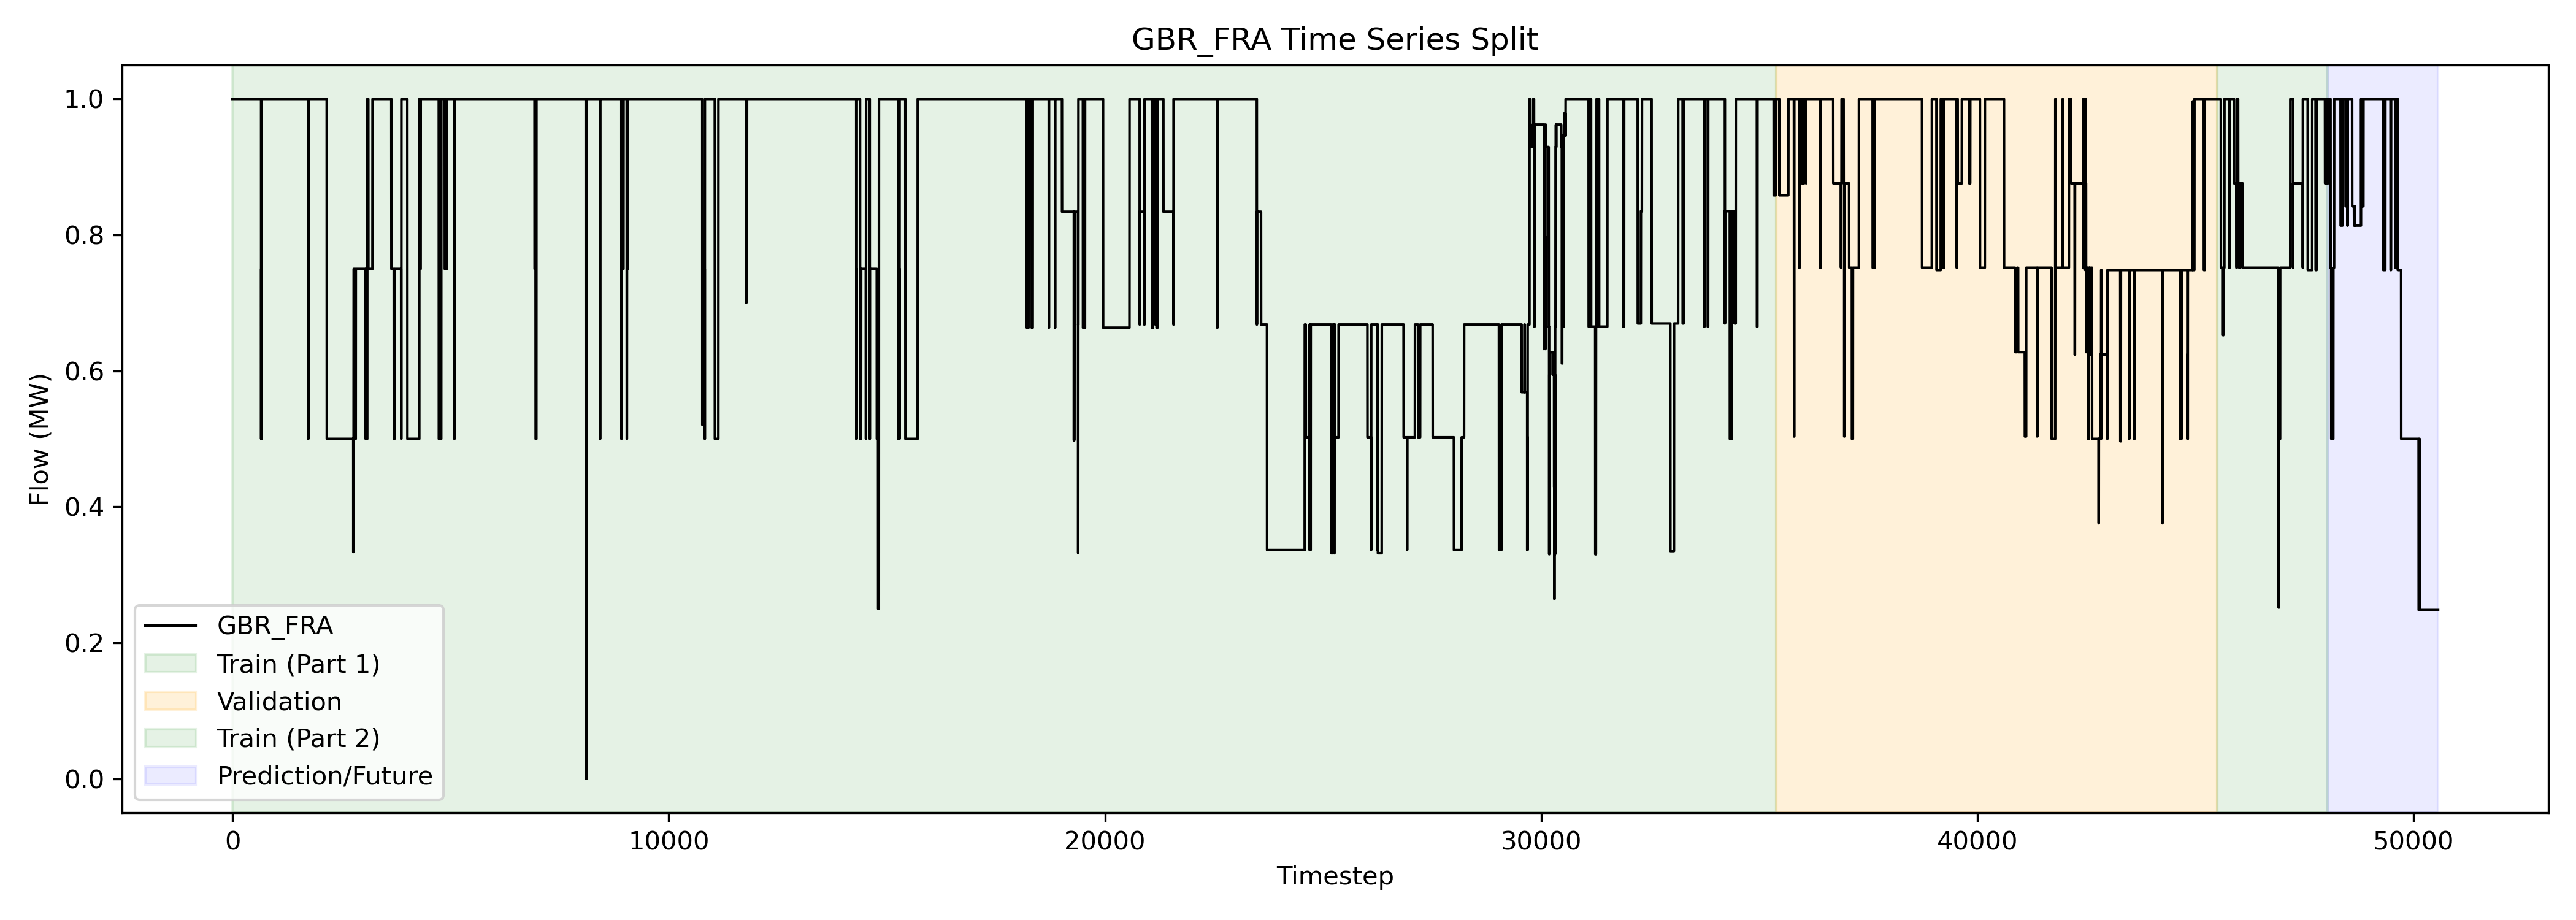 GBR_FRA Time Series Split
Flow (MW)
1.0
0.8
0.6
0.4
0.2
0.0
GBR_FRA
Train (Part 1)
Validation
Train (Part 2)
Prediction/Future
0 10000 20000 30000 40000 50000
Timestep